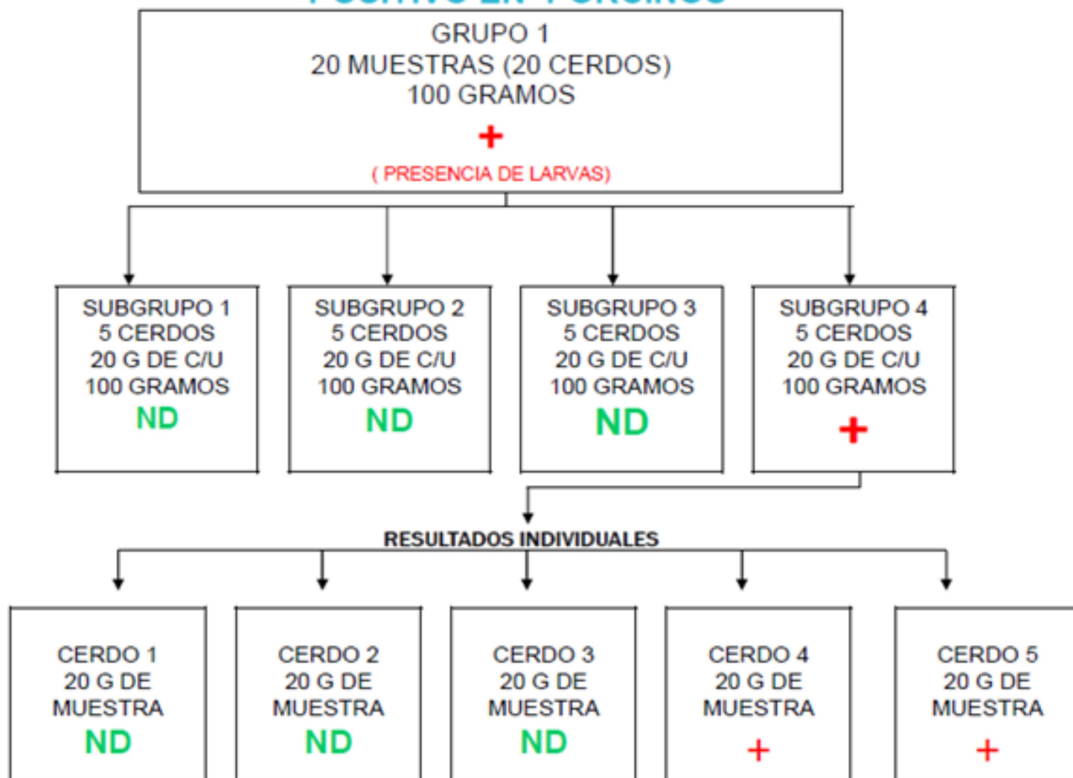 POSITIVO EN PORCINOS
GRUPO 1
20 MUESTRAS (20 CERDOS)
100 GRAMOS
+
( PRESENCIA DE LARVAS)
SUBGRUPO 1
5 CERDOS
20 G DE C/U
100 GRAMOS
ND
SUBGRUPO 2
5 CERDOS
20 G DE C/U
100 GRAMOS
ND
SUBGRUPO 3
5 CERDOS
20 G DE C/U
100 GRAMOS
ND
SUBGRUPO 4
5 CERDOS
20 G DE C/U
100 GRAMOS
+
RESULTADOS INDIVIDUALES
CERDO 1
20 G DE
MUESTRA
ND
CERDO 2
20 G DE
MUESTRA
ND
CERDO 3
20 G DE
MUESTRA
ND
CERDO 4
20 G DE
MUESTRA
+
CERDO 5
20 G DE
MUESTRA
+